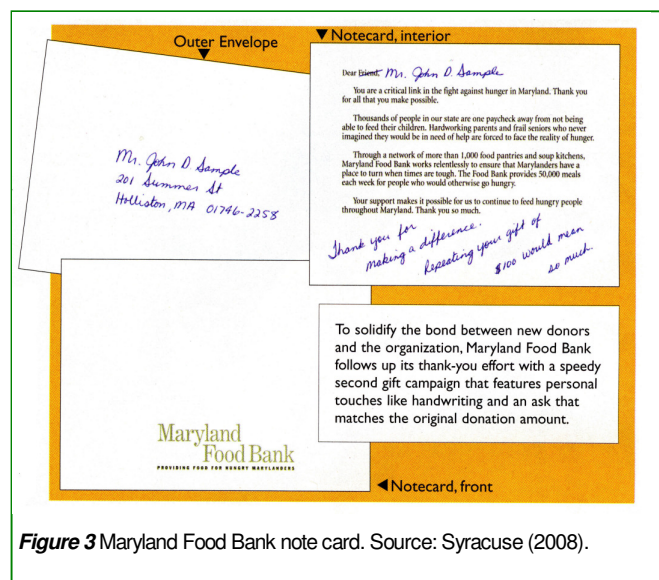 Outer Envelope
▼Notecard, interior
Mr. John D. Sample
201 Summer St
Holliston, MA 01746-2258
Dear Friend, Mr. John D. Sample
You are a critical link in the fight against hunger in Maryland. Thank you
for all that you make possible.
Thousands of people in our state are one paycheck away from not being
able to feed their children. Hardworking parents and frail seniors who never
imagined they would be in need of help are forced to face the reality of hunger.
Through a network of more than 1,000 food pantries and soup kitchens,
Maryland Food Bank works relentlessly to ensure that Marylanders have a
place to turn when times are tough. The Food Bank provides 50,000 meals
each week for people who would otherwise go hungry.
Your support makes it possible for us to continue to feed hungry people
throughout Maryland. Thank you so much.
Thank you for
making a difference.
Repeating your gift of
$100 would mean
so much.
Maryland
Food Bank
PROVIDING FOOD FOR HUNGRY MARYLANDERS
To solidify the bond between new donors
and the organization, Maryland Food Bank
follows up its thank-you effort with a speedy
second gift campaign that features personal
touches like handwriting and an ask that
matches the original donation amount.
◀Notecard, front
Figure 3 Maryland Food Bank note card. Source: Syracuse (2008).